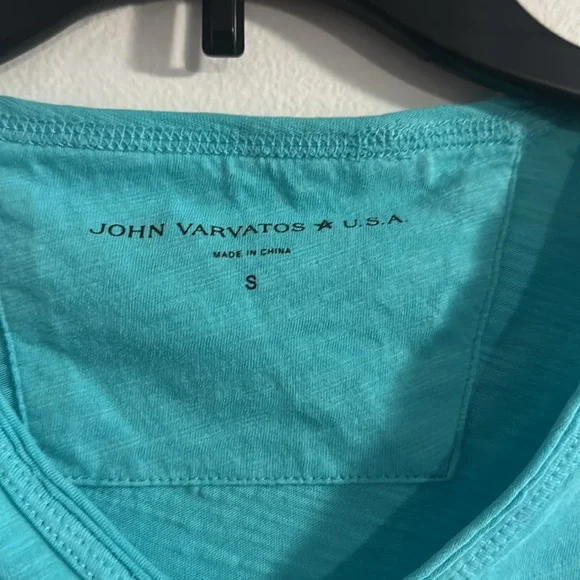 JOHN VARVATOS ★ U.S.A.
MADE IN CHINA
S